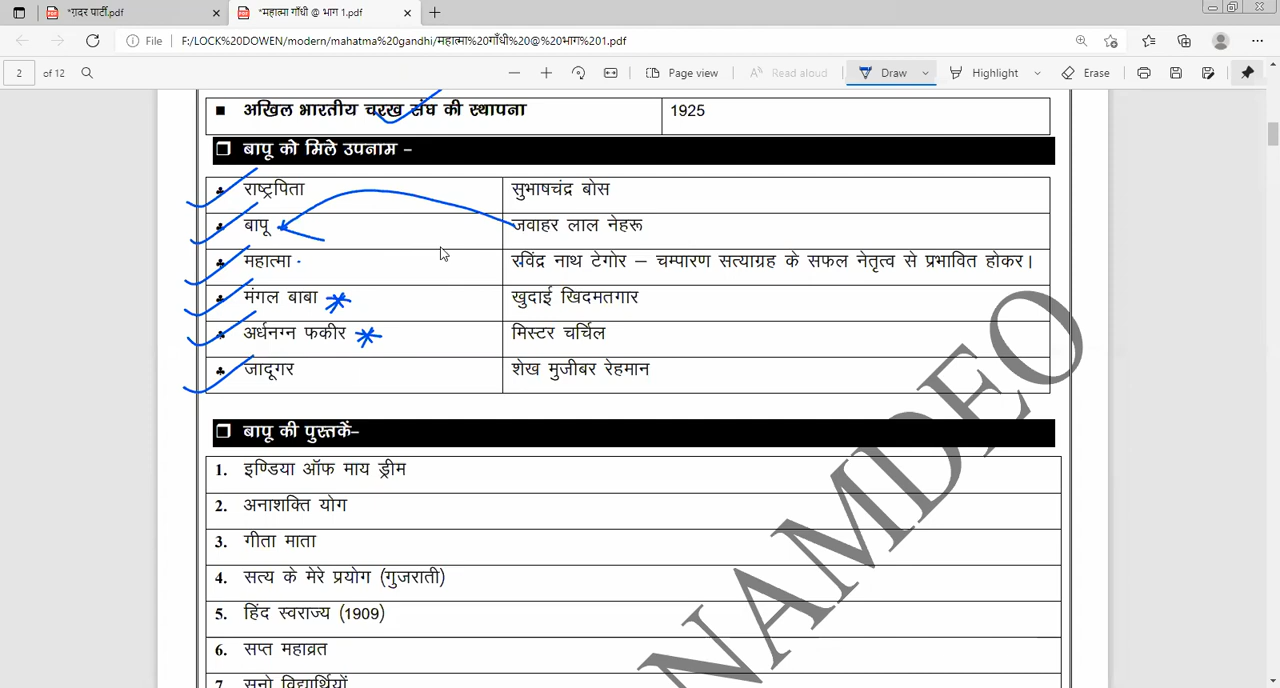 *ग़दर पार्टी.pdf
*महात्मा गाँधी @ भाग 1.pdf
File F:/LOCK%20DOWEN/modern/mahatma%20gandhi/महात्मा%20गाँधी%20@%20भाग%201.pdf
2 of 12 Page view Read aloud Draw Highlight Erase
अखिल भारतीय चरख संघ की स्थापना 1925
बापू को मिले उपनाम –
राष्ट्रपिता सुभाषचंद्र बोस
बापू जवाहर लाल नेहरू
महात्मा रविंद्र नाथ टेगोर – चम्पारण सत्याग्रह के सफल नेतृत्व से प्रभावित होकर।
मंगल बाबा खुदाई खिदमतगार
अर्धनग्न फकीर मिस्टर चर्चिल
जादूगर शेख मुजीबर रेहमान
बापू की पुस्तकें–
1. इण्डिया ऑफ माय ड्रीम
2. अनाशक्ति योग
3. गीता माता
4. सत्य के मेरे प्रयोग (गुजराती)
5. हिंद स्वराज्य (1909)
6. सप्त महाव्रत
7. सुनो विद्यार्थियों
NAMDEO